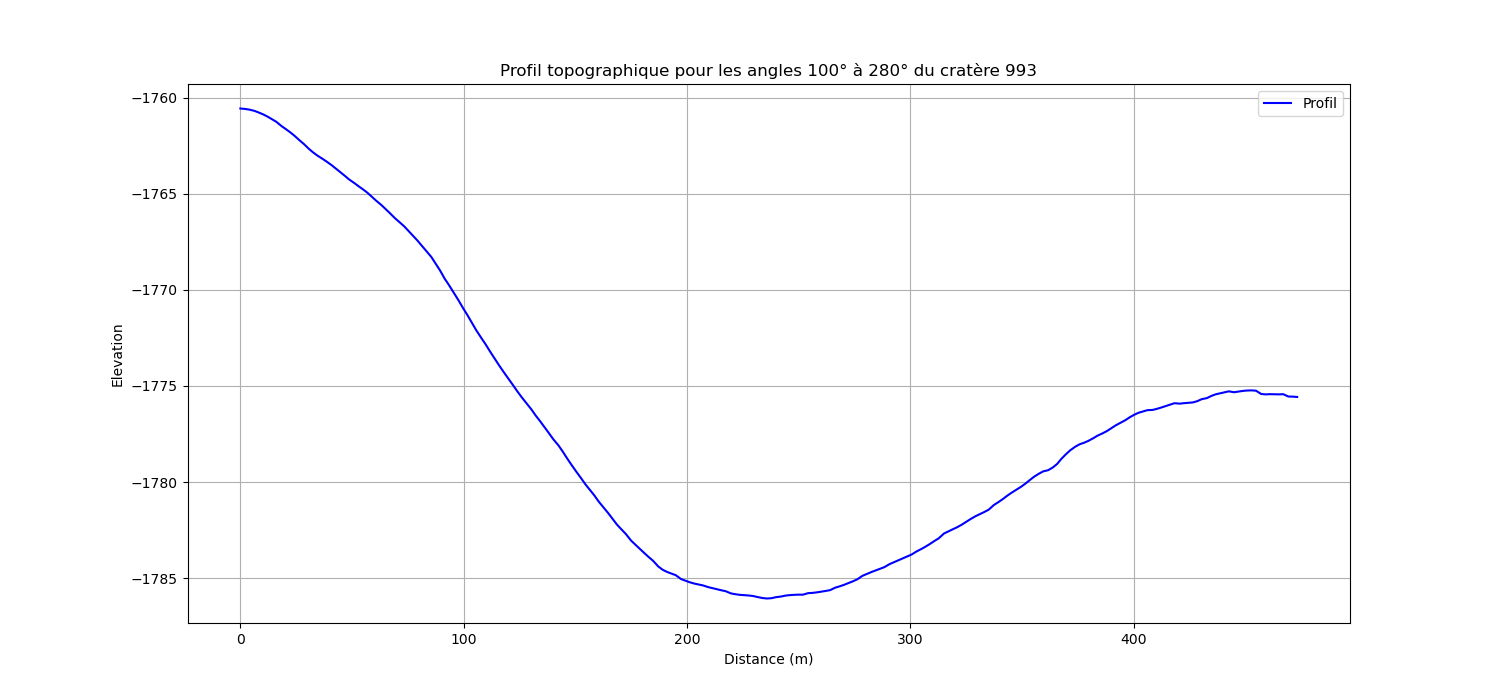 Profil topographique pour les angles 100° à 280° du cratère 993
Profil
Elevation
−1760
−1765
−1770
−1775
−1780
−1785
0 100 200 300 400
Distance (m)